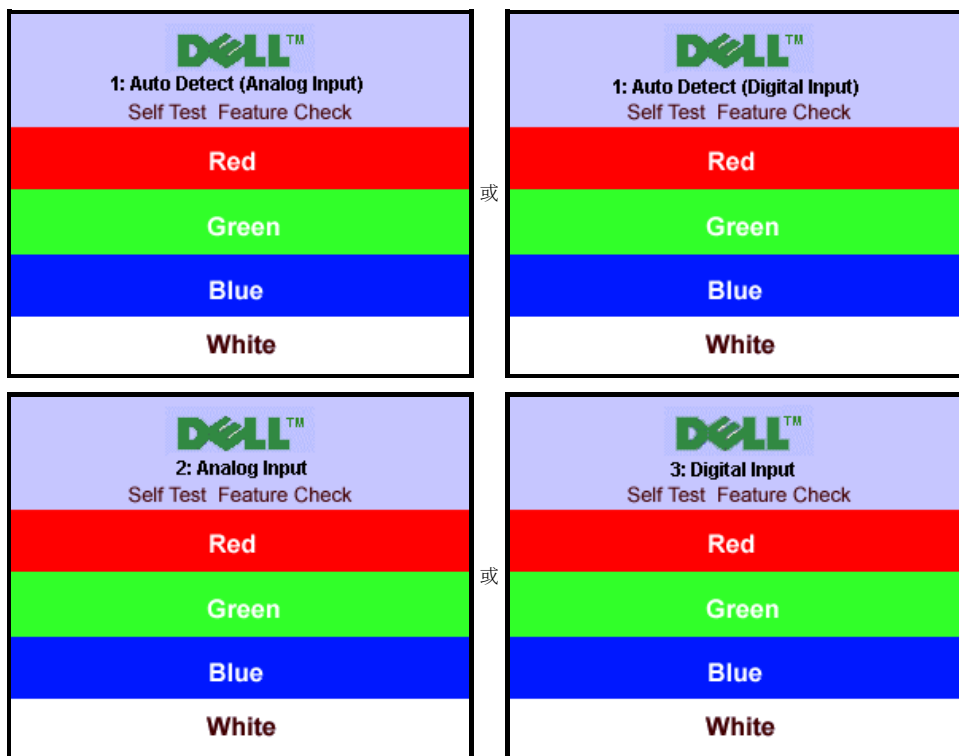 DELL™
1: Auto Detect (Analog Input)
Self Test Feature Check
Red
Green
Blue
White
或
DELL™
1: Auto Detect (Digital Input)
Self Test Feature Check
Red
Green
Blue
White
DELL™
2: Analog Input
Self Test Feature Check
Red
Green
Blue
White
或
DELL™
3: Digital Input
Self Test Feature Check
Red
Green
Blue
White